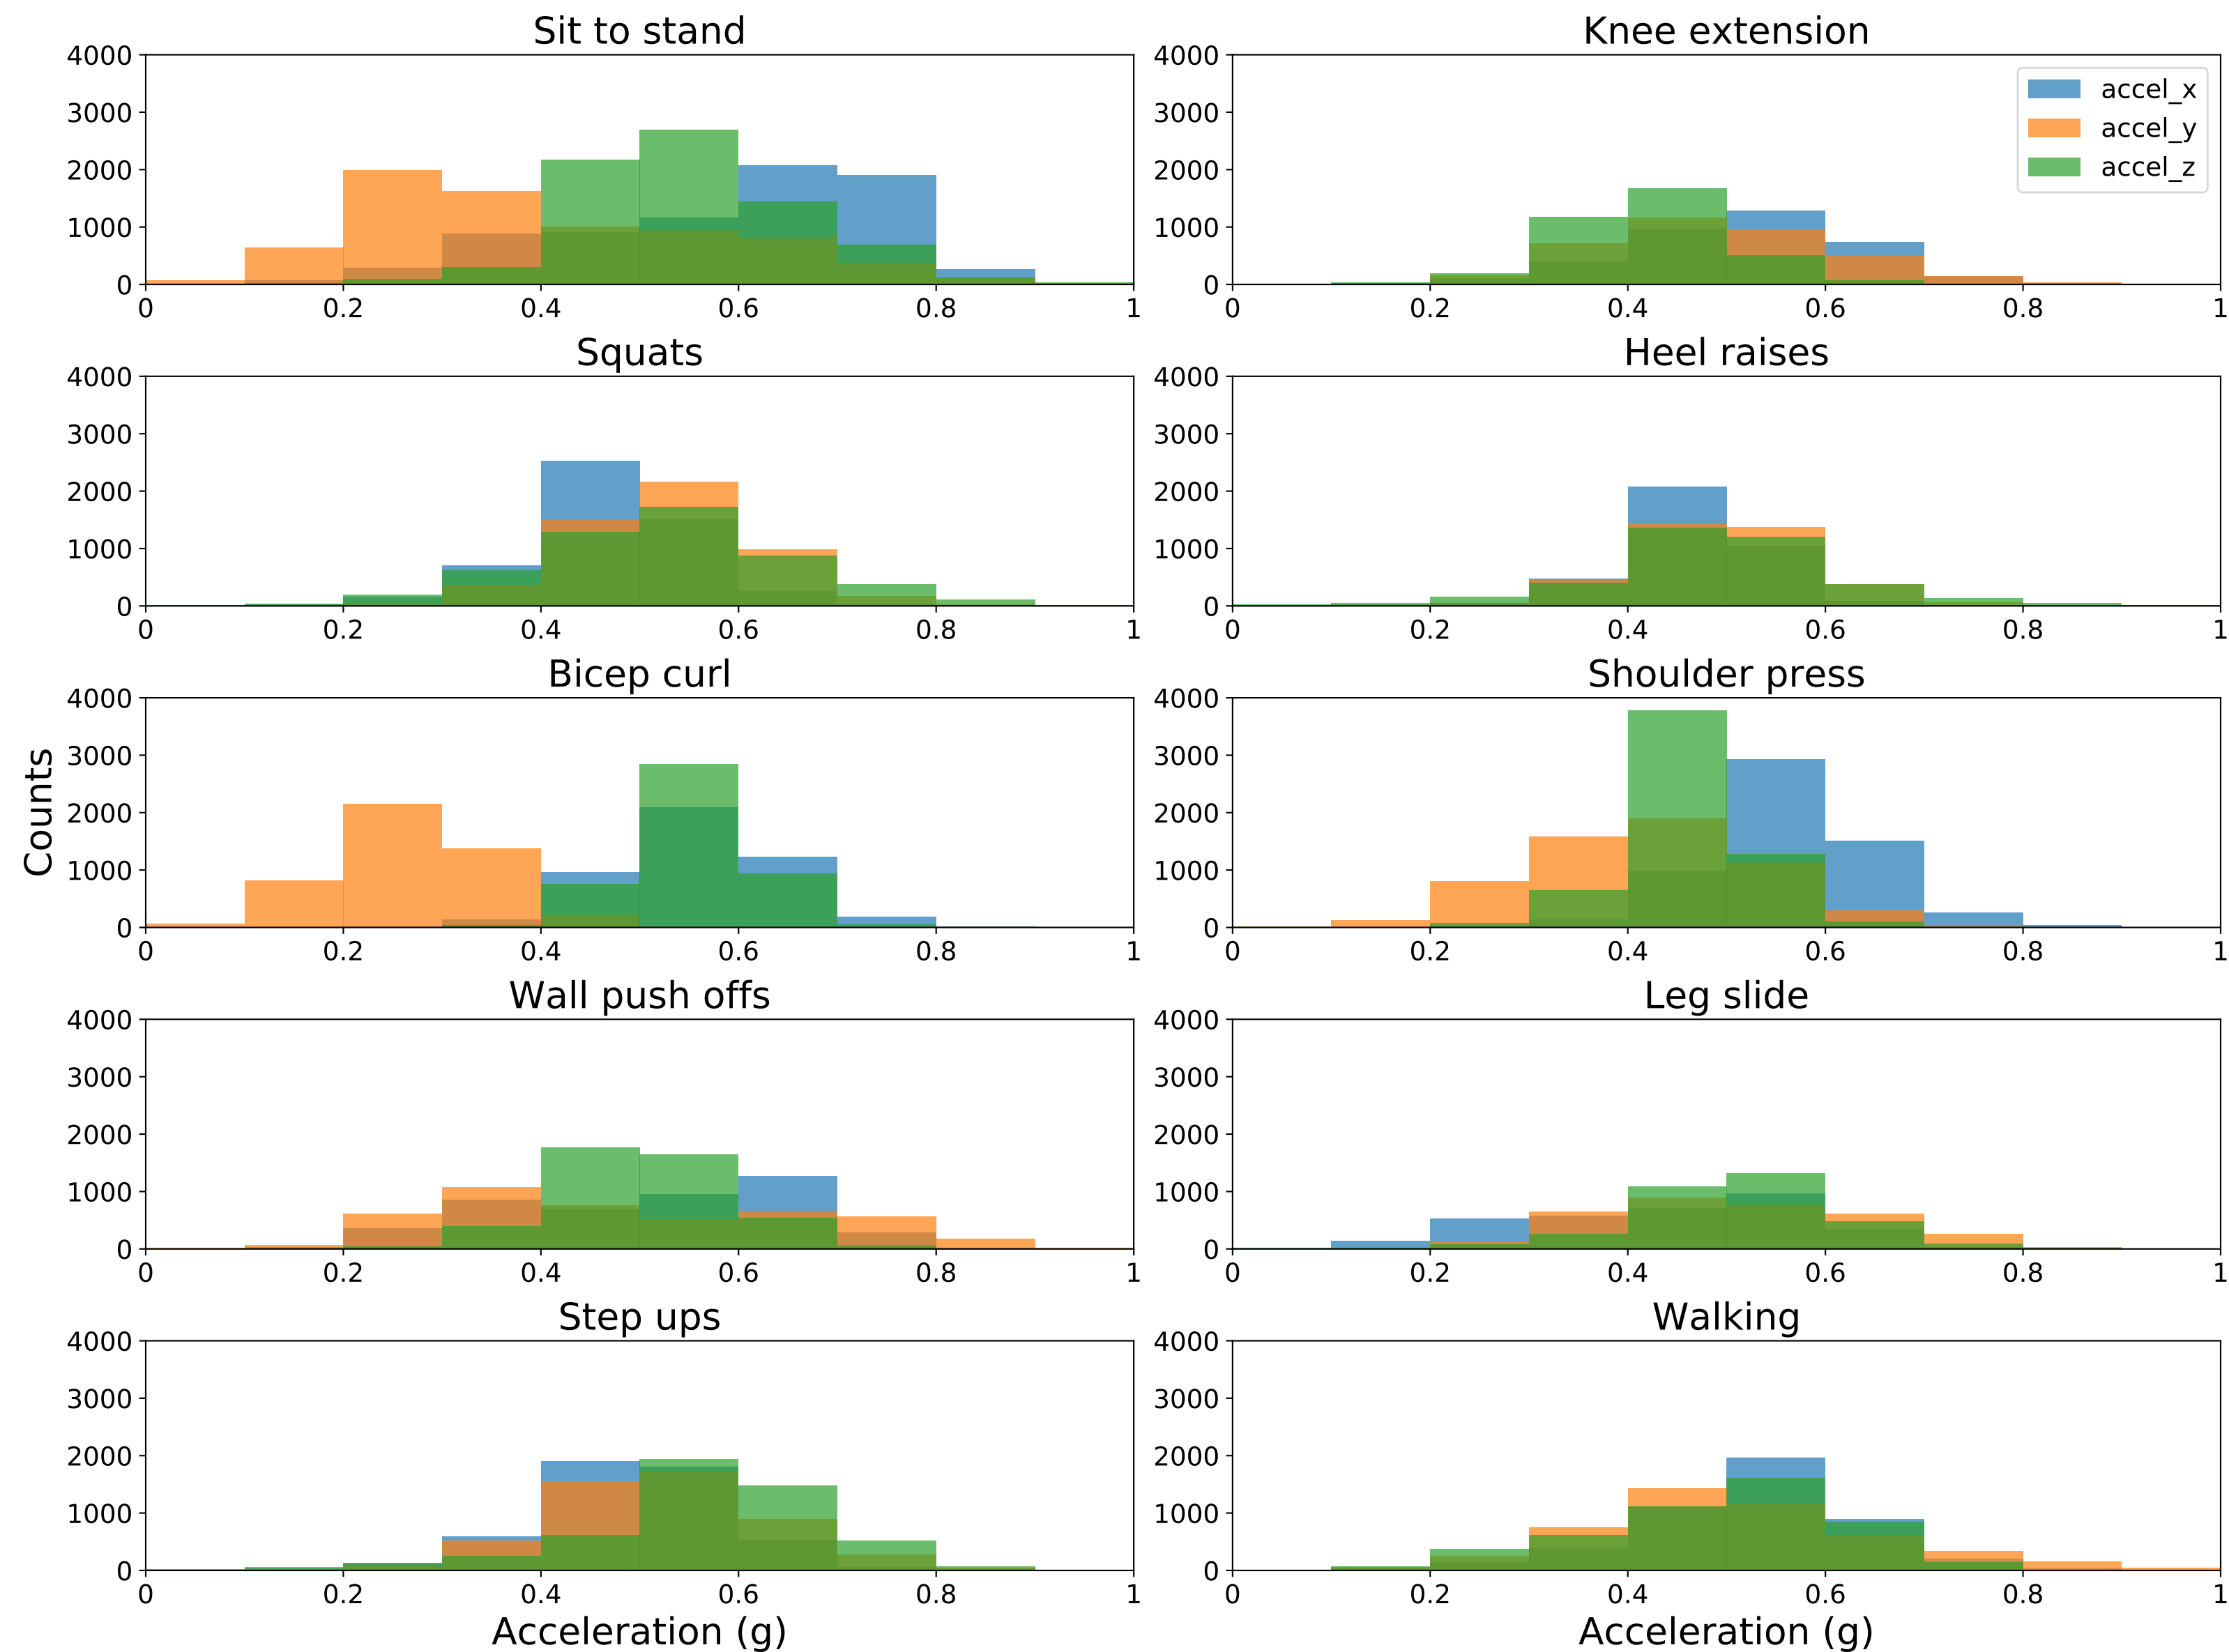 Sit to stand
4000
3000
2000
1000
0
0 0.2 0.4 0.6 0.8 1
Knee extension
4000
3000
2000
1000
0
0 0.2 0.4 0.6 0.8 1
accel_x
accel_y
accel_z
Squats
4000
3000
2000
1000
0
0 0.2 0.4 0.6 0.8 1
Heel raises
4000
3000
2000
1000
0
0 0.2 0.4 0.6 0.8 1
Counts
Bicep curl
4000
3000
2000
1000
0
0 0.2 0.4 0.6 0.8 1
Shoulder press
4000
3000
2000
1000
0
0 0.2 0.4 0.6 0.8 1
Wall push offs
4000
3000
2000
1000
0
0 0.2 0.4 0.6 0.8 1
Leg slide
4000
3000
2000
1000
0
0 0.2 0.4 0.6 0.8 1
Step ups
4000
3000
2000
1000
0
0 0.2 0.4 0.6 0.8 1
Acceleration (g)
Walking
4000
3000
2000
1000
0
0 0.2 0.4 0.6 0.8 1
Acceleration (g)